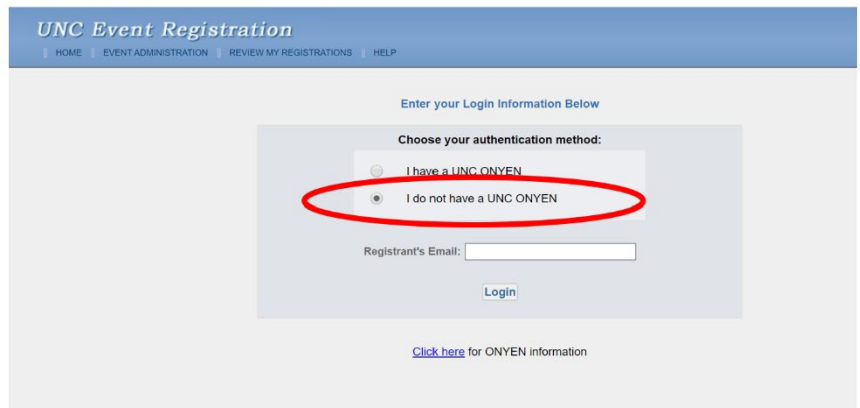 UNC Event Registration
HOME EVENT ADMINISTRATION REVIEW MY REGISTRATIONS HELP
Enter your Login Information Below
Choose your authentication method:
I have a UNC ONYEN
I do not have a UNC ONYEN
Registrant's Email:
Login
Click here for ONYEN information